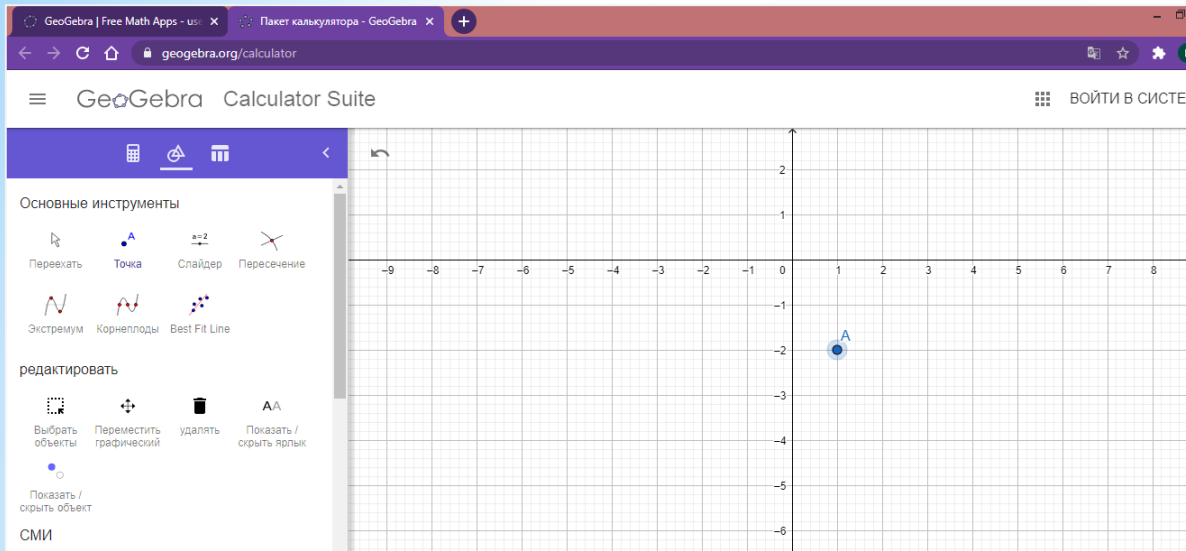 GeoGebra | Free Math Apps - use
Пакет калькулятора - GeoGebra
geogebra.org/calculator
GeoGebra Calculator Suite
ВОЙТИ В СИСТЕ
Основные инструменты
A
a=2
Переехать
Точка
Слайдер
Пересечение
Экстремум
Корнеплоды
Best Fit Line
редактировать
AA
Выбрать
объекты
Переместить
графический
удалять
Показать /
скрыть ярлык
Показать /
скрыть объект
СМИ
2
1
–9 –8 –7 –6 –5 –4 –3 –2 –1 0 1 2 3 4 5 6 7 8
–1
A
–2
–3
–4
–5
–6